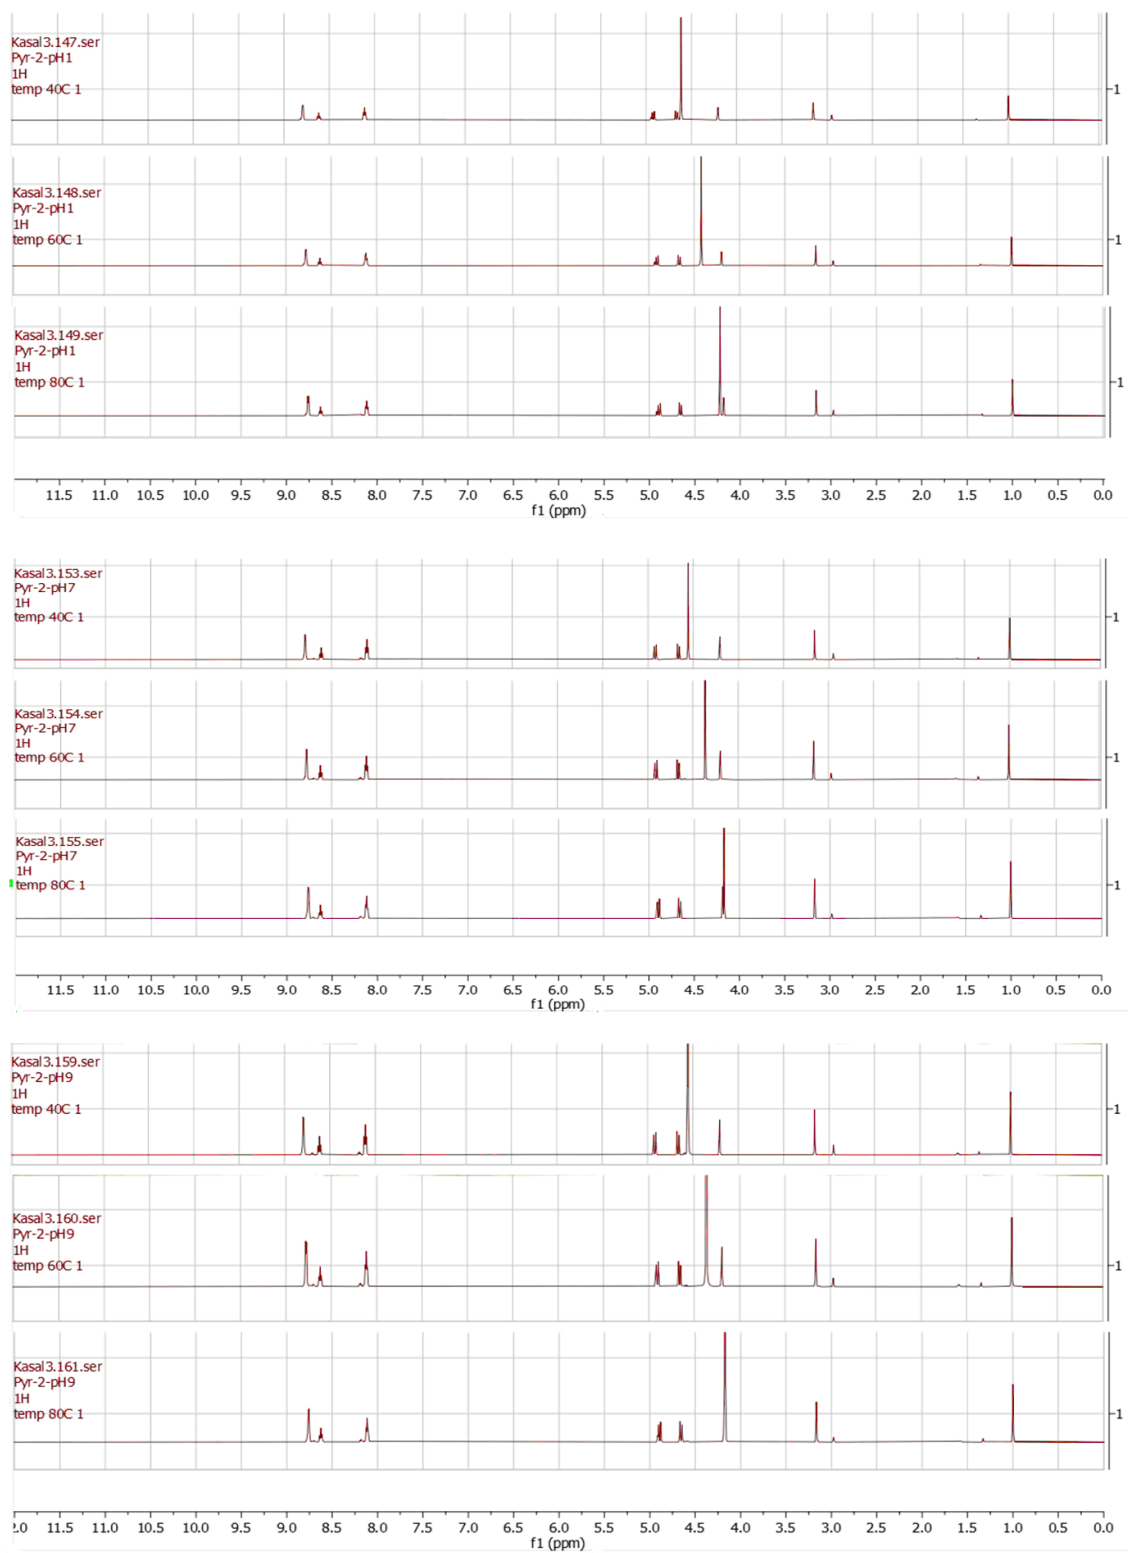 Kasal3.147.ser
Pyr-2-pH1
1H
temp 40C 1
1
Kasal3.148.ser
Pyr-2-pH1
1H
temp 60C 1
1
Kasal3.149.ser
Pyr-2-pH1
1H
temp 80C 1
1
11.5 11.0 10.5 10.0 9.5 9.0 8.5 8.0 7.5 7.0 6.5 6.0 5.5 5.0 4.5 4.0 3.5 3.0 2.5 2.0 1.5 1.0 0.5 0.0
f1 (ppm)
Kasal3.153.ser
Pyr-2-pH7
1H
temp 40C 1
1
Kasal3.154.ser
Pyr-2-pH7
1H
temp 60C 1
1
Kasal3.155.ser
Pyr-2-pH7
1H
temp 80C 1
1
11.5 11.0 10.5 10.0 9.5 9.0 8.5 8.0 7.5 7.0 6.5 6.0 5.5 5.0 4.5 4.0 3.5 3.0 2.5 2.0 1.5 1.0 0.5 0.0
f1 (ppm)
Kasal3.159.ser
Pyr-2-pH9
1H
temp 40C 1
1
Kasal3.160.ser
Pyr-2-pH9
1H
temp 60C 1
1
Kasal3.161.ser
Pyr-2-pH9
1H
temp 80C 1
1
2.0 11.5 11.0 10.5 10.0 9.5 9.0 8.5 8.0 7.5 7.0 6.5 6.0 5.5 5.0 4.5 4.0 3.5 3.0 2.5 2.0 1.5 1.0 0.5 0.0
f1 (ppm)